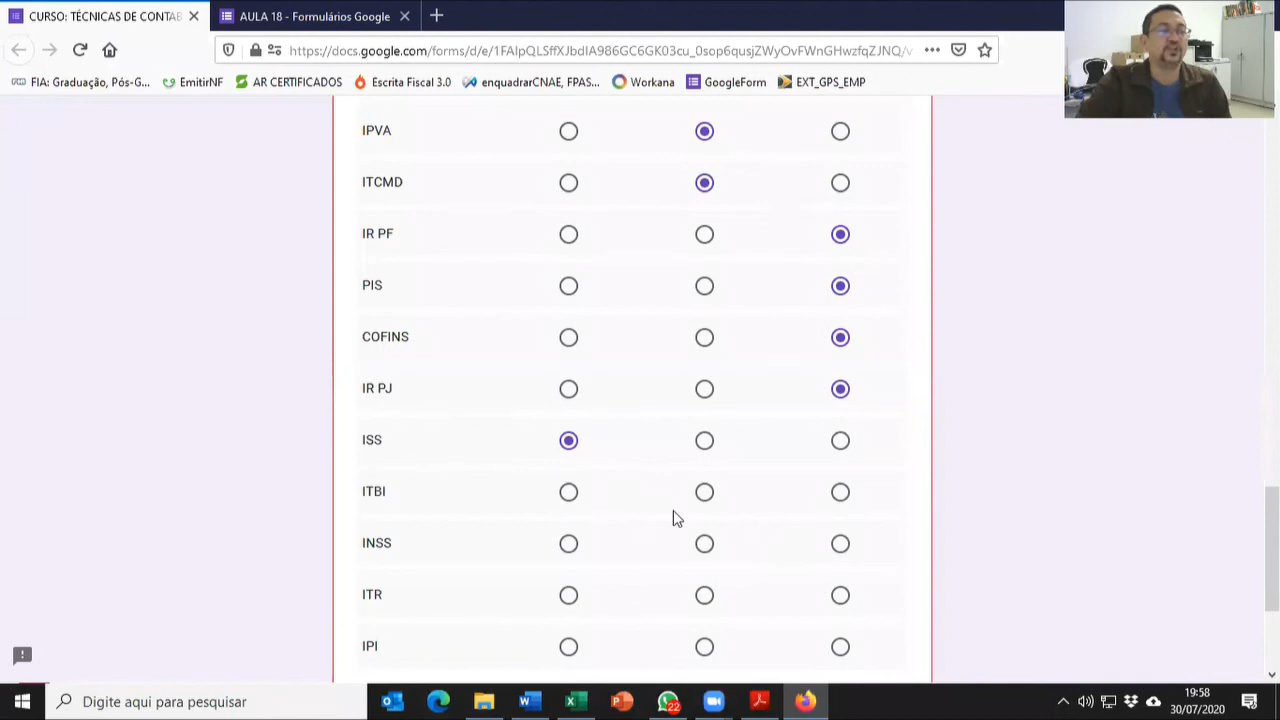 CURSO: TÉCNICAS DE CONTAB
AULA 18 - Formulários Google
https://docs.google.com/forms/d/e/1FAIpQLSffXJbdIA986GC6GK03cu_0sop6qusjZWyQvFWnGHwzfqZJNQ/v
FIA: Graduação, Pós-G...
EmitirNF
AR CERTIFICADOS
Escrita Fiscal 3.0
enquadrarCNAE, FPAS...
Workana
GoogleForm
EXT_GPS_EMP
IPVA
ITCMD
IR PF
PIS
COFINS
IR PJ
ISS
ITBI
INSS
ITR
IPI
Digite aqui para pesquisar
22
19:58
30/07/2020